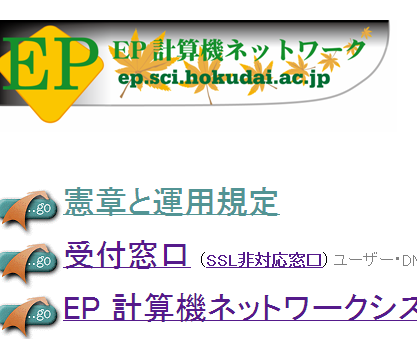 EP
EP計算機ネットワーク
ep.sci.hokudai.ac.jp
..go 憲章と運用規定
..go 受付窓口 (SSL非対応窓口) ユーザー・DN
..go EP 計算機ネットワークシス